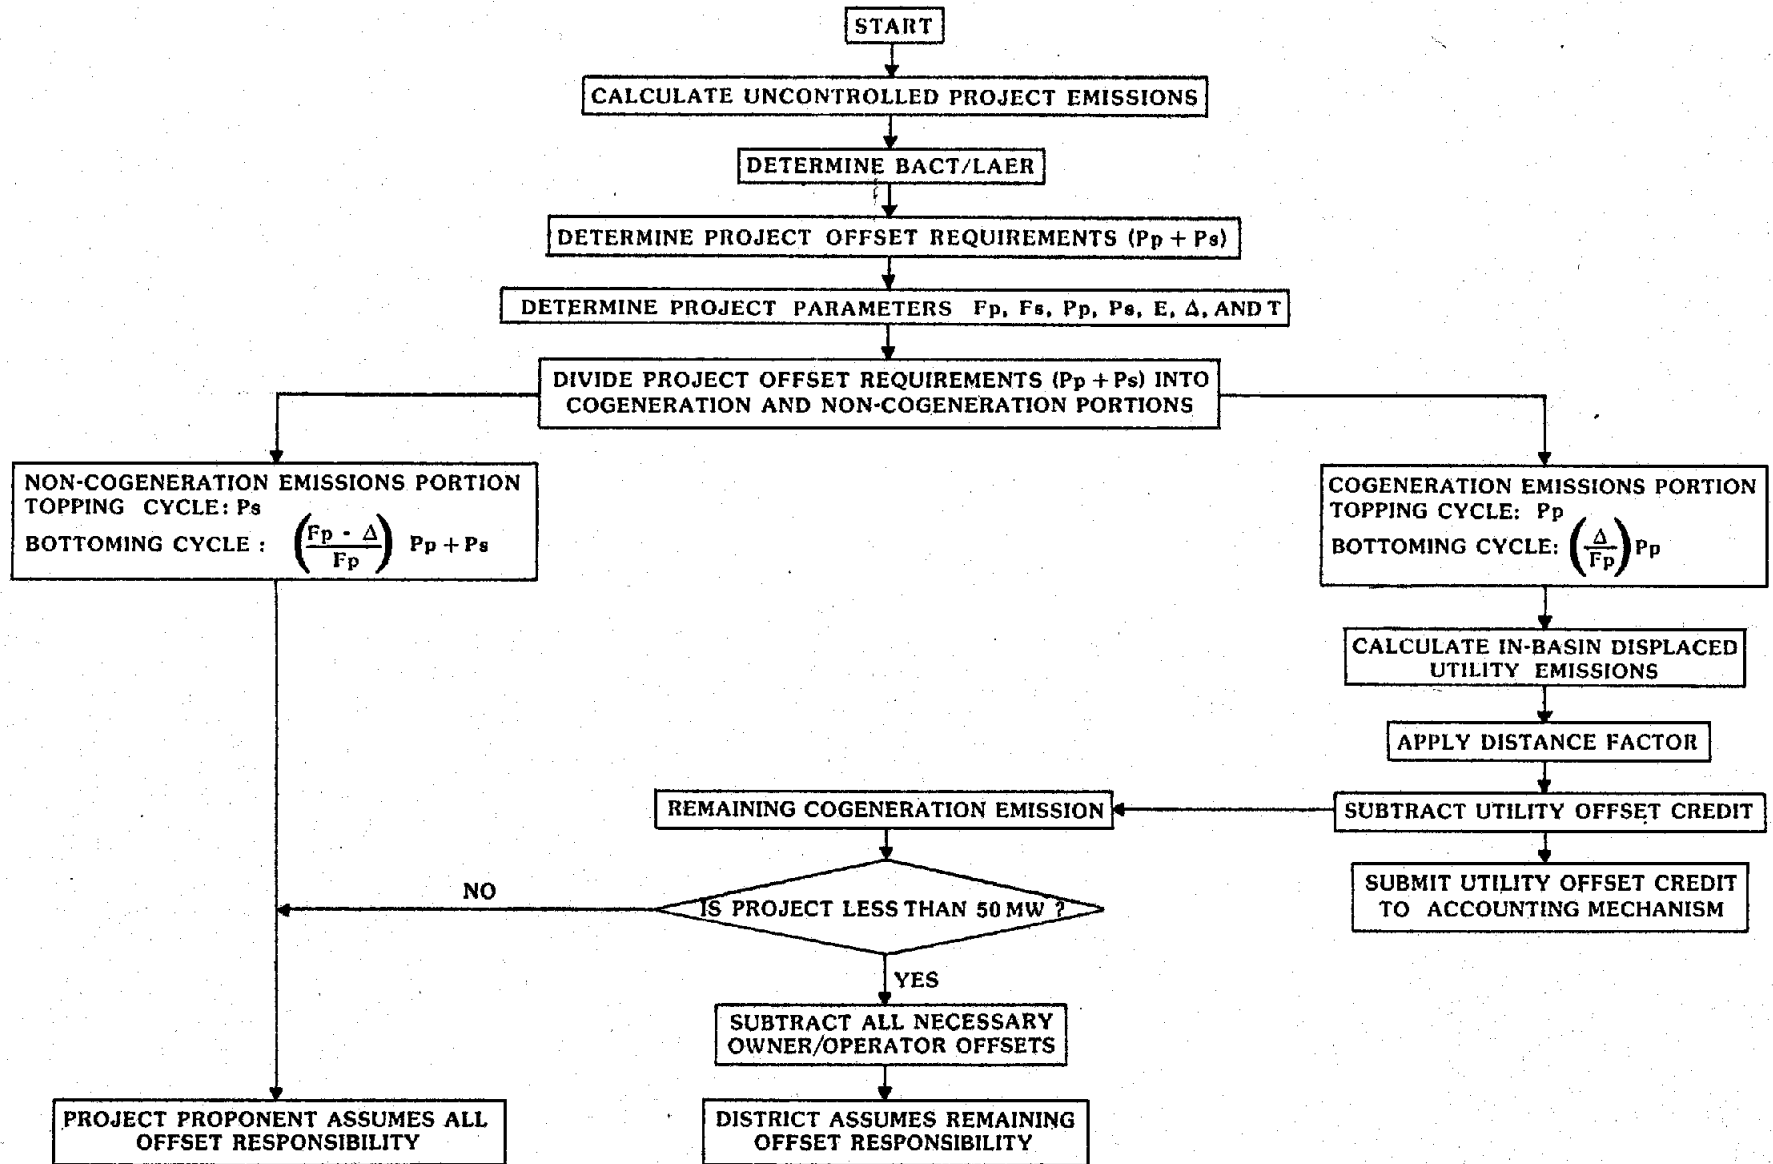 START
CALCULATE UNCONTROLLED PROJECT EMISSIONS
DETERMINE BACT/LAER
DETERMINE PROJECT OFFSET REQUIREMENTS (Pp + Ps)
DETERMINE PROJECT PARAMETERS Fp, Fs, Pp, Ps, E, Δ, AND T
DIVIDE PROJECT OFFSET REQUIREMENTS (Pp + Ps) INTO
COGENERATION AND NON-COGENERATION PORTIONS
NON-COGENERATION EMISSIONS PORTION
TOPPING CYCLE: Ps
BOTTOMING CYCLE : (Fp - Δ / Fp) Pp + Ps
COGENERATION EMISSIONS PORTION
TOPPING CYCLE: Pp
BOTTOMING CYCLE: (Δ / Fp) Pp
CALCULATE IN-BASIN DISPLACED
UTILITY EMISSIONS
APPLY DISTANCE FACTOR
SUBTRACT UTILITY OFFSET CREDIT
REMAINING COGENERATION EMISSION
SUBMIT UTILITY OFFSET CREDIT
TO ACCOUNTING MECHANISM
IS PROJECT LESS THAN 50 MW ?
NO
YES
SUBTRACT ALL NECESSARY
OWNER/OPERATOR OFFSETS
PROJECT PROPONENT ASSUMES ALL
OFFSET RESPONSIBILITY
DISTRICT ASSUMES REMAINING
OFFSET RESPONSIBILITY